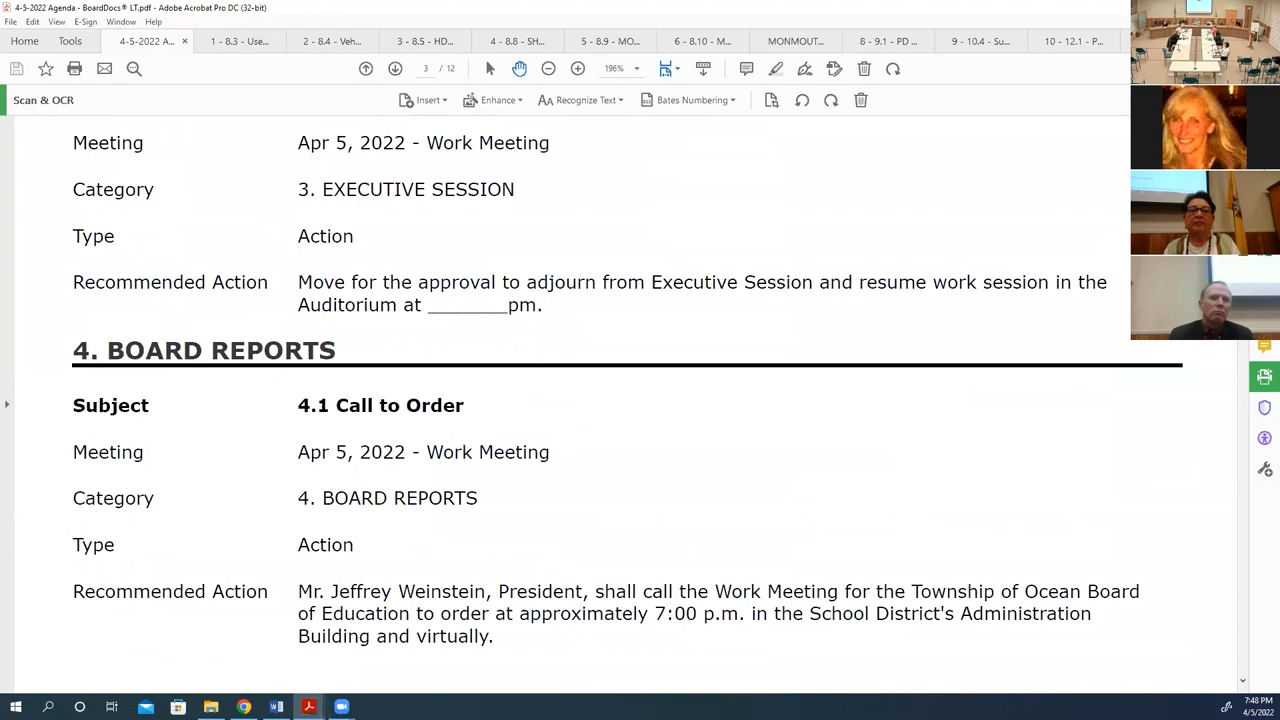 4-5-2022 Agenda - BoardDocs® LT.pdf - Adobe Acrobat Pro DC (32-bit)
File Edit View E-Sign Window Help
Home Tools 4-5-2022 A... × 1 - 8.3 - Use... 2 - 8.4 - Veh... 3 - 8.5 - HD... 8.8 - SH... 5 - 8.9 - MO... 6 - 8.10 - M... MONMOUT... 8 - 9.1 - PD ... 10.4 - Su... 10 - 12.1 - P...
3 / 12 196%
Scan & OCR Insert Enhance Recognize Text Bates Numbering
Meeting Apr 5, 2022 - Work Meeting
Category 3. EXECUTIVE SESSION
Type Action
Recommended Action Move for the approval to adjourn from Executive Session and resume work session in the
Auditorium at ________pm.
4. BOARD REPORTS
Subject 4.1 Call to Order
Meeting Apr 5, 2022 - Work Meeting
Category 4. BOARD REPORTS
Type Action
Recommended Action Mr. Jeffrey Weinstein, President, shall call the Work Meeting for the Township of Ocean Board
of Education to order at approximately 7:00 p.m. in the School District's Administration
Building and virtually.
7:48 PM
4/5/2022